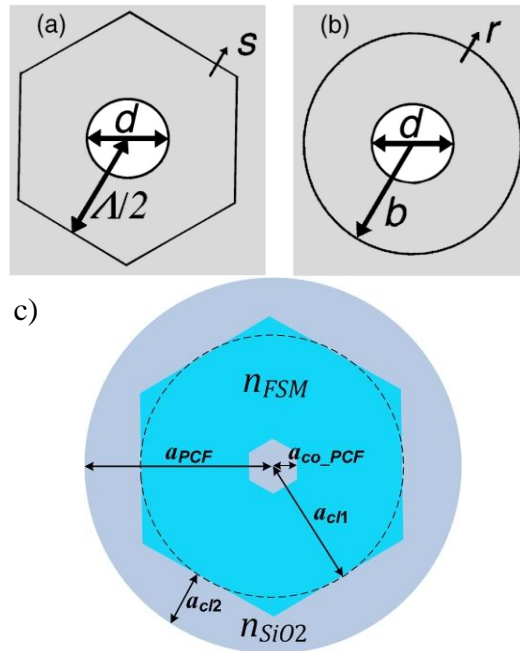 (a)
s
d
Λ/2
(b)
r
d
b
c)
n_FSM
a_PCF
a_co_PCF
a_cl1
a_cl2
n_SiO2